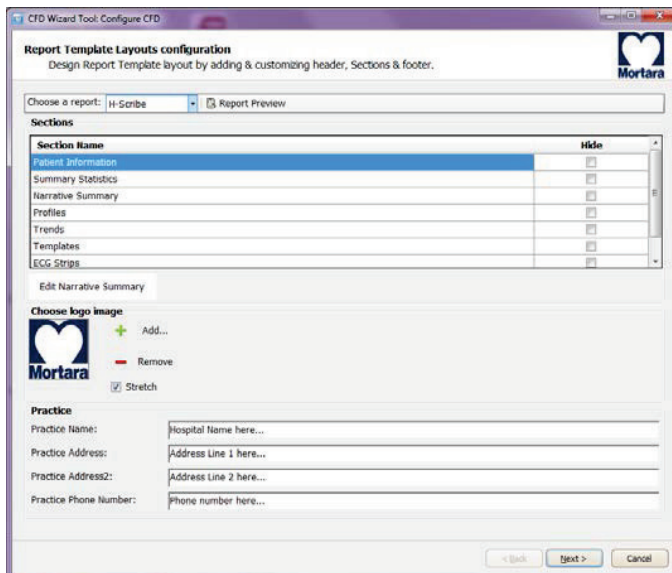 CFD Wizard Tool: Configure CFD
Report Template Layouts configuration
Design Report Template layout by adding & customizing header, Sections & footer.
Mortara
Choose a report: H-Scribe Report Preview
Sections
Section Name Hide
Patient Information
Summary Statistics
Narrative Summary
Profiles
Trends
Templates
ECG Strips
Edit Narrative Summary
Choose logo image
Add...
Remove
Mortara
Stretch
Practice
Practice Name: Hospital Name here...
Practice Address: Address Line 1 here...
Practice Address2: Address Line 2 here...
Practice Phone Number: Phone number here...
< Back Next > Cancel